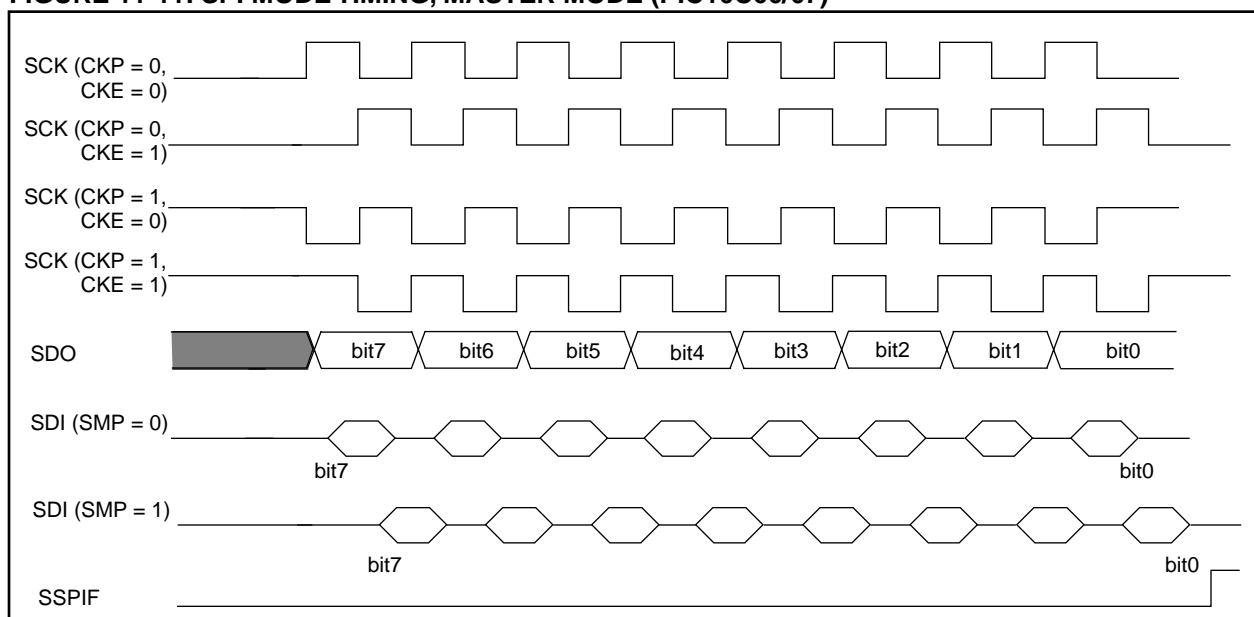 SCK (CKP = 0,
CKE = 0)
SCK (CKP = 0,
CKE = 1)
SCK (CKP = 1,
CKE = 0)
SCK (CKP = 1,
CKE = 1)
SDO
bit7 bit6 bit5 bit4 bit3 bit2 bit1 bit0
SDI (SMP = 0)
bit7 bit0
SDI (SMP = 1)
bit7 bit0
SSPIF